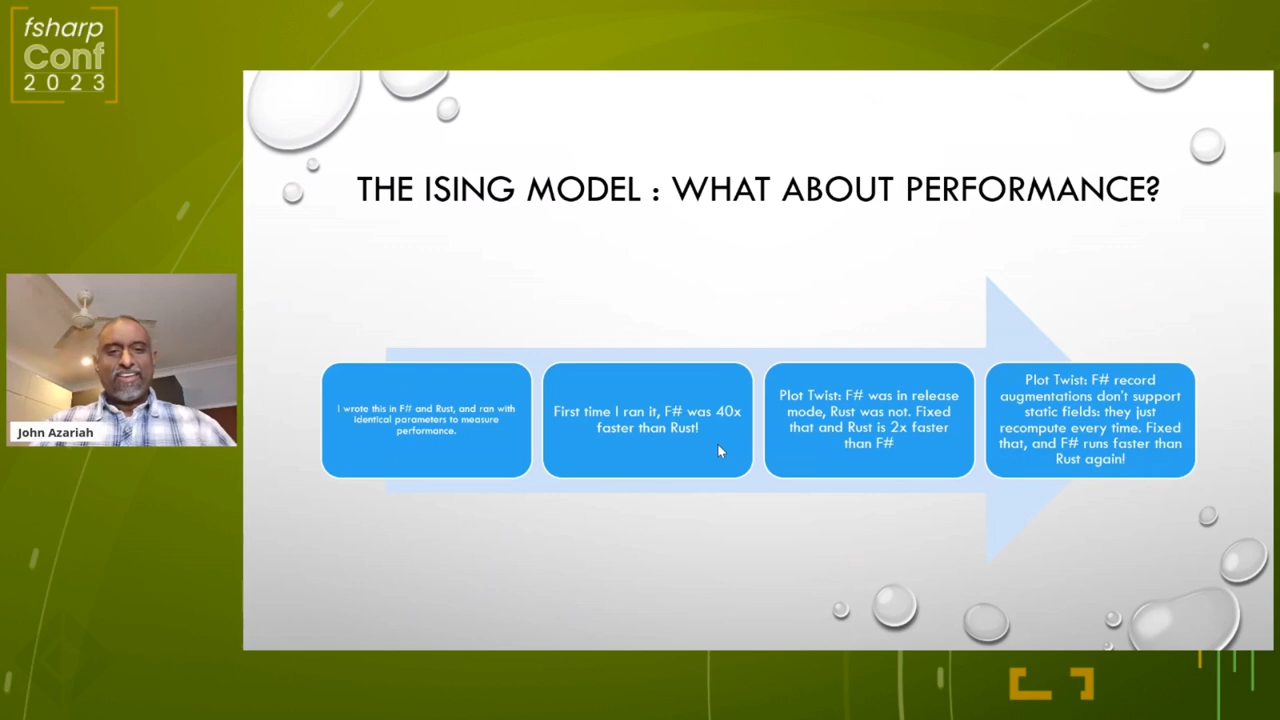 fsharp
Conf
2023
THE ISING MODEL : WHAT ABOUT PERFORMANCE?
I wrote this in F# and Rust, and ran with
identical parameters to measure
performance.
First time I ran it, F# was 40x
faster than Rust!
Plot Twist: F# was in release
mode, Rust was not. Fixed
that and Rust is 2x faster
than F#
Plot Twist: F# record
augmentations don't support
static fields: they just
recompute every time. Fixed
that, and F# runs faster than
Rust again!
John Azariah